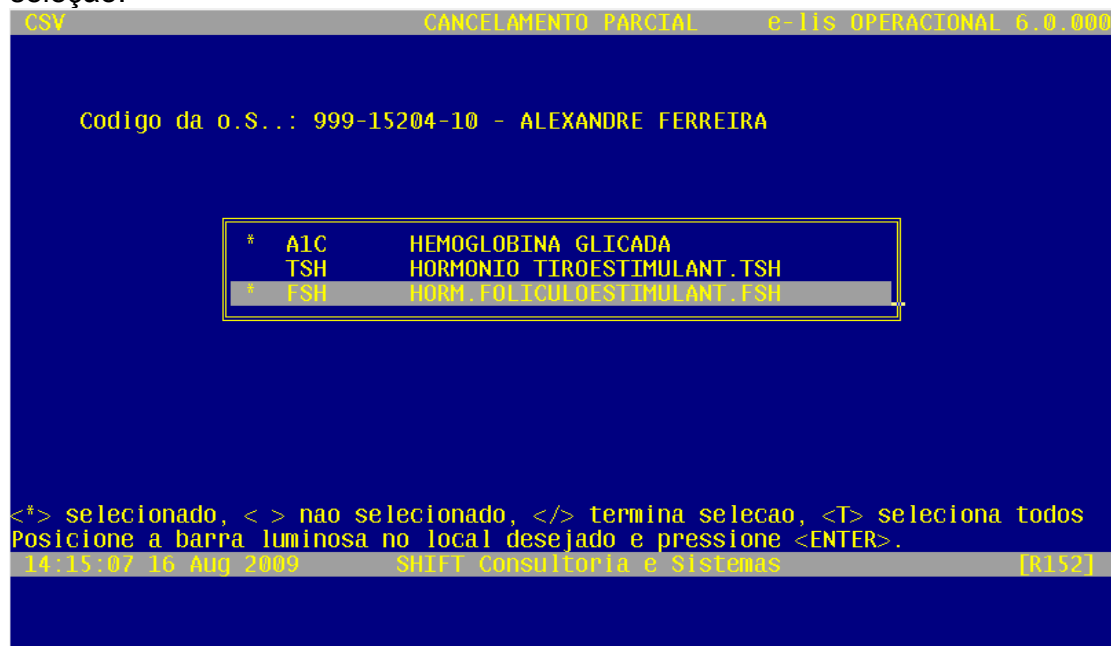 seleção.
CSV CANCELAMENTO PARCIAL e-lis OPERACIONAL 6.0.000
Codigo da o.S..: 999-15204-10 - ALEXANDRE FERREIRA
* A1C HEMOGLOBINA GLICADA
TSH HORMONIO TIROESTIMULANT.TSH
* FSH HORM.FOLICULOESTIMULANT.FSH
<*> selecionado, < > nao selecionado, </> termina selecao, <T> seleciona todos
Posicione a barra luminosa no local desejado e pressione <ENTER>.
14:15:07 16 Aug 2009 SHIFT Consultoria e Sistemas [R152]